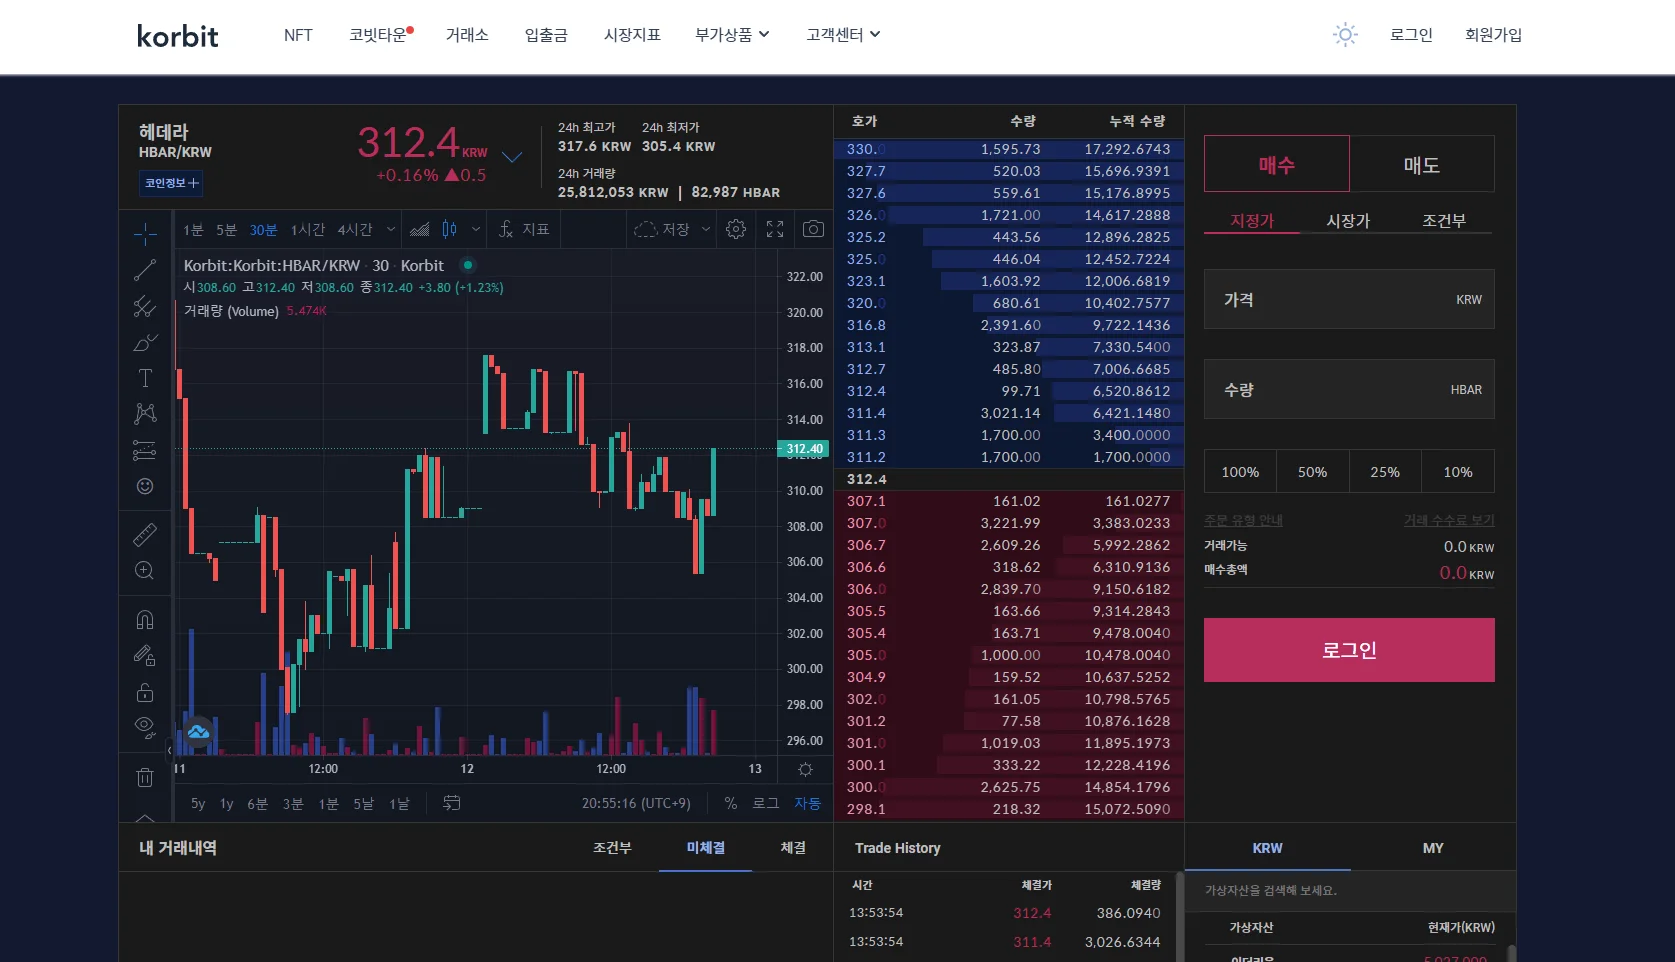 korbit NFT 코빗타운 거래소 입출금 시장지표 부가상품 고객센터 로그인 회원가입
헤데라
HBAR/KRW
코인정보
312.4 KRW
+0.16% ▲0.5
24h 최고가 24h 최저가
317.6 KRW 305.4 KRW
24h 거래량
25,812,053 KRW | 82,987 HBAR
1분 5분 30분 1시간 4시간 지표 저장
Korbit:Korbit:HBAR/KRW · 30 · Korbit
시308.60 고312.40 저308.60 종312.40 +3.80 (+1.23%)
거래량 (Volume) 5.474K
322.00
320.00
318.00
316.00
314.00
312.40
310.00
308.00
306.00
304.00
302.00
300.00
298.00
296.00
11 12:00 12 12:00 13
5y 1y 6분 3분 1분 5날 1날 20:55:16 (UTC+9) % 로그 자동
호가 수량 누적 수량
330.0 1,595.73 17,292.6743
327.7 520.03 15,696.9391
327.6 559.61 15,176.8995
326.0 1,721.00 14,617.2888
325.2 443.56 12,896.2825
325.0 446.04 12,452.7224
323.1 1,603.92 12,006.6819
320.0 680.61 10,402.7577
316.8 2,391.60 9,722.1436
313.1 323.87 7,330.5400
312.7 485.80 7,006.6685
312.4 99.71 6,520.8612
311.4 3,021.14 6,421.1480
311.3 1,700.00 3,400.0000
311.2 1,700.00 1,700.0000
312.4
307.1 161.02 161.0277
307.0 3,221.99 3,383.0233
306.7 2,609.26 5,992.2862
306.6 318.62 6,310.9136
306.0 2,839.70 9,150.6182
305.5 163.66 9,314.2843
305.4 163.71 9,478.0040
305.0 1,000.00 10,478.0040
304.9 159.52 10,637.5252
302.0 161.05 10,798.5765
301.2 77.58 10,876.1628
301.0 1,019.03 11,895.1973
300.1 333.22 12,228.4196
300.0 2,625.75 14,854.1796
298.1 218.32 15,072.5090
매수 매도
지정가 시장가 조건부
가격 KRW
수량 HBAR
100% 50% 25% 10%
주문 유형 안내 거래 수수료 보기
거래가능 0.0 KRW
매수총액 0.0 KRW
로그인
내 거래내역 조건부 미체결 체결
Trade History
시간 체결가 체결량
13:53:54 312.4 386.0940
13:53:54 311.4 3,026.6344
KRW MY
가상자산을 검색해 보세요.
가상자산 현재가(KRW)